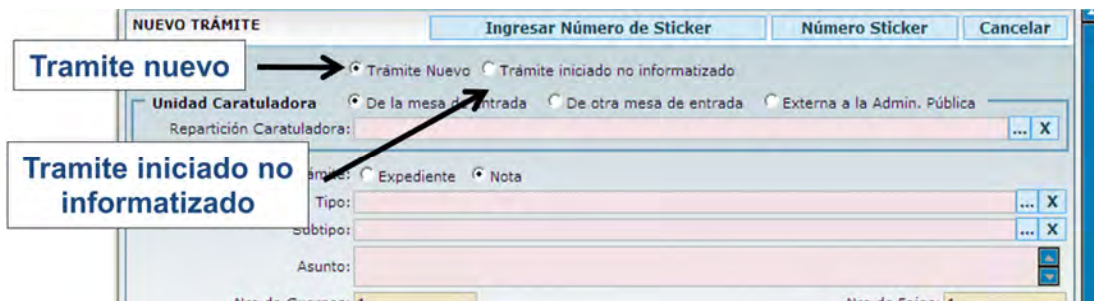 NUEVO TRÁMITE Ingresar Número de Sticker Número Sticker Cancelar
Tramite nuevo
Trámite Nuevo Trámite iniciado no informatizado
Unidad Caratuladora De la mesa de entrada De otra mesa de entrada Externa a la Admin. Pública
Repartición Caratuladora: ... X
Tramite iniciado no
informatizado
Expediente Nota
Tipo: ... X
Subtipo: ... X
Asunto:
1 1